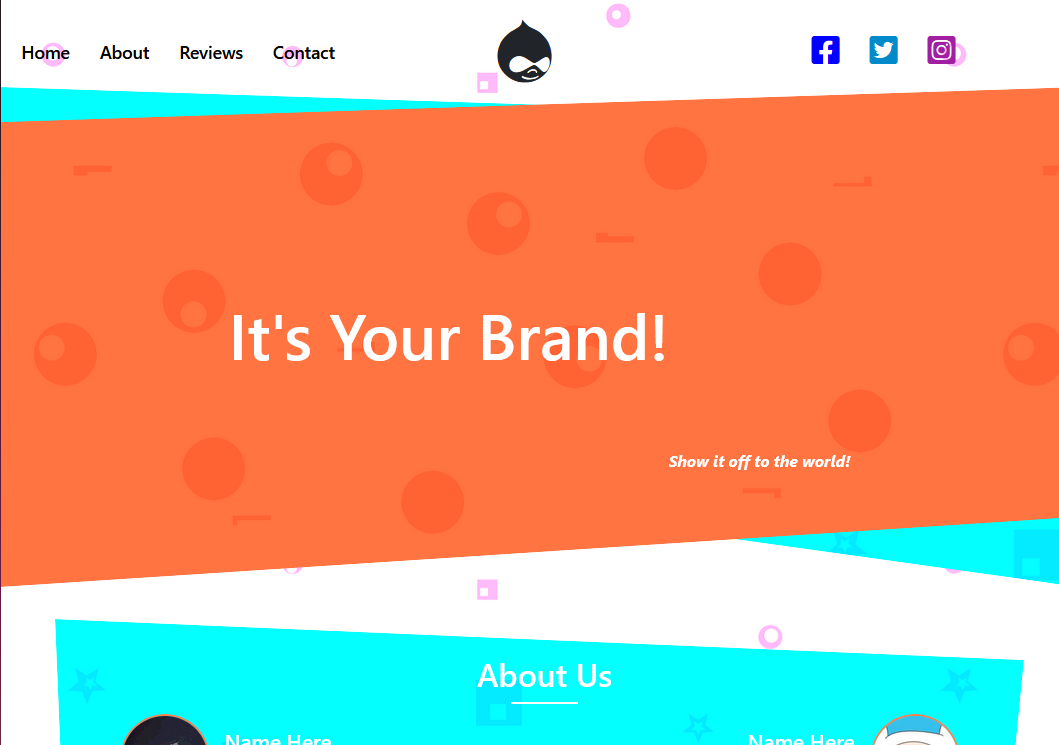 Home About Reviews Contact
It's Your Brand!
Show it off to the world!
About Us
Name Here Name Here